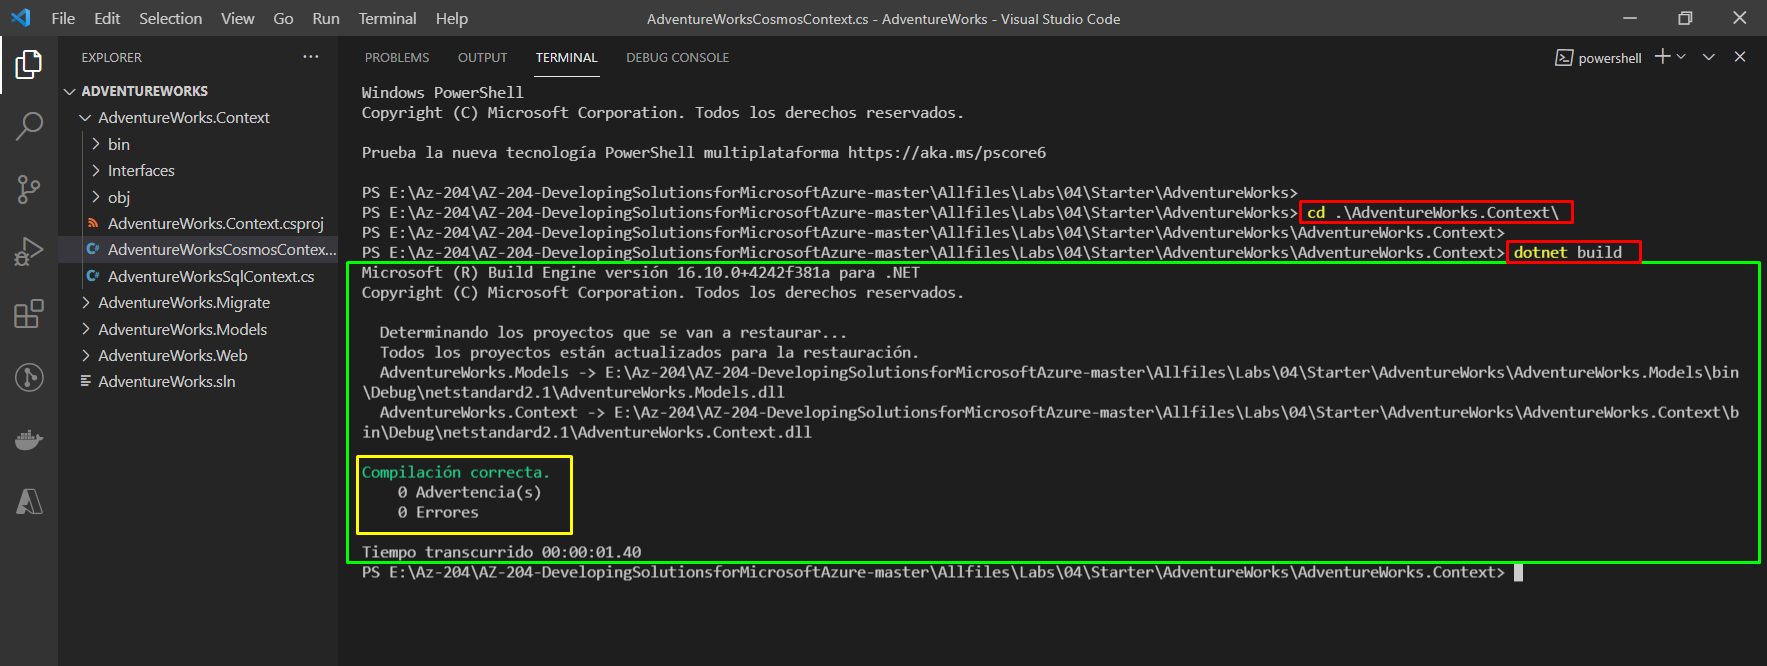 File Edit Selection View Go Run Terminal Help
AdventureWorksCosmosContext.cs - AdventureWorks - Visual Studio Code
EXPLORER
ADVENTUREWORKS
AdventureWorks.Context
bin
Interfaces
obj
AdventureWorks.Context.csproj
AdventureWorksCosmosContex...
AdventureWorksSqlContext.cs
AdventureWorks.Migrate
AdventureWorks.Models
AdventureWorks.Web
AdventureWorks.sln
PROBLEMS OUTPUT TERMINAL DEBUG CONSOLE
powershell
Windows PowerShell
Copyright (C) Microsoft Corporation. Todos los derechos reservados.
Prueba la nueva tecnología PowerShell multiplataforma https://aka.ms/pscore6
PS E:\Az-204\AZ-204-DevelopingSolutionsforMicrosoftAzure-master\Allfiles\Labs\04\Starter\AdventureWorks>
PS E:\Az-204\AZ-204-DevelopingSolutionsforMicrosoftAzure-master\Allfiles\Labs\04\Starter\AdventureWorks> cd .\AdventureWorks.Context\
PS E:\Az-204\AZ-204-DevelopingSolutionsforMicrosoftAzure-master\Allfiles\Labs\04\Starter\AdventureWorks\AdventureWorks.Context>
PS E:\Az-204\AZ-204-DevelopingSolutionsforMicrosoftAzure-master\Allfiles\Labs\04\Starter\AdventureWorks\AdventureWorks.Context> dotnet build
Microsoft (R) Build Engine versión 16.10.0+4242f381a para .NET
Copyright (C) Microsoft Corporation. Todos los derechos reservados.
Determinando los proyectos que se van a restaurar...
Todos los proyectos están actualizados para la restauración.
AdventureWorks.Models -> E:\Az-204\AZ-204-DevelopingSolutionsforMicrosoftAzure-master\Allfiles\Labs\04\Starter\AdventureWorks\AdventureWorks.Models\bin
\Debug\netstandard2.1\AdventureWorks.Models.dll
AdventureWorks.Context -> E:\Az-204\AZ-204-DevelopingSolutionsforMicrosoftAzure-master\Allfiles\Labs\04\Starter\AdventureWorks\AdventureWorks.Context\b
in\Debug\netstandard2.1\AdventureWorks.Context.dll
Compilación correcta.
0 Advertencia(s)
0 Errores
Tiempo transcurrido 00:00:01.40
PS E:\Az-204\AZ-204-DevelopingSolutionsforMicrosoftAzure-master\Allfiles\Labs\04\Starter\AdventureWorks\AdventureWorks.Context>